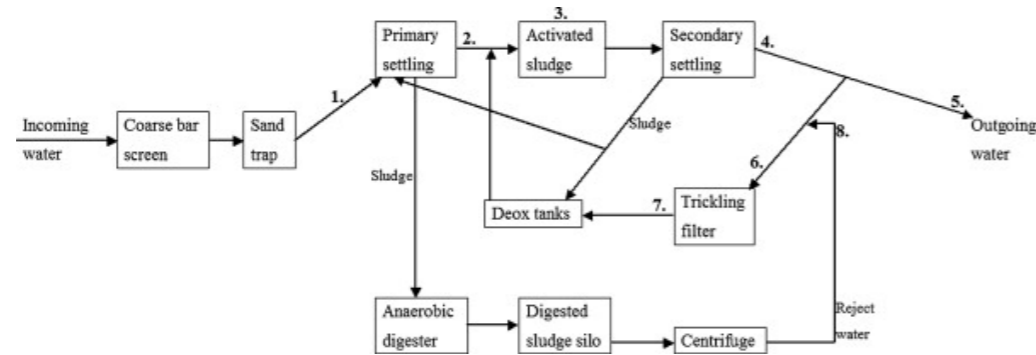 3.
Primary
settling
2.
Activated
sludge
Secondary
settling
4.
1.
5.
Incoming
water
Coarse bar
screen
Sand
trap
Sludge
Sludge
8.
Outgoing
water
6.
Deox tanks
7.
Trickling
filter
Anaerobic
digester
Digested
sludge silo
Centrifuge
Reject
water